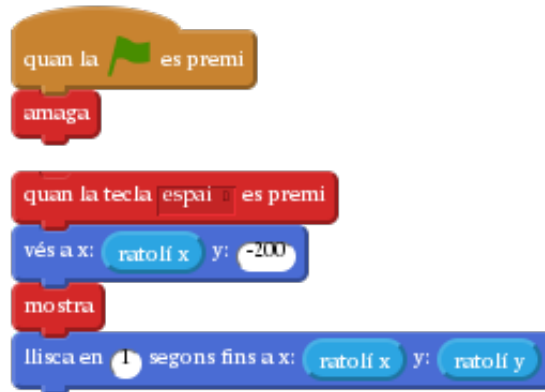 quan la es premi
amaga
quan la tecla espai es premi
vés a x: ratolí x y: -200
mostra
llisca en 1 segons fins a x: ratolí x y: ratolí y